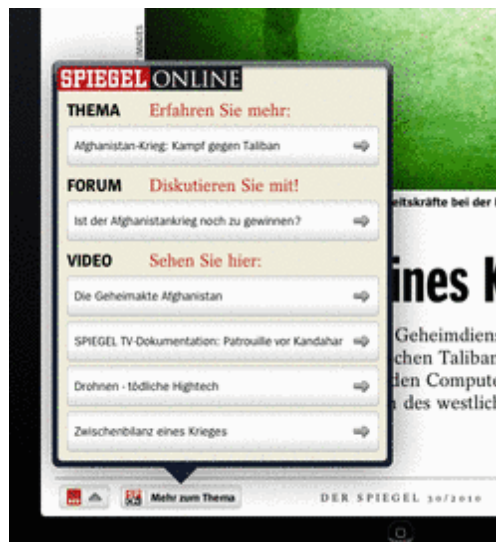 SPIEGEL ONLINE
THEMA Erfahren Sie mehr:
Afghanistan-Krieg: Kampf gegen Taliban
FORUM Diskutieren Sie mit!
Ist der Afghanistankrieg noch zu gewinnen?
VIDEO Sehen Sie hier:
Die Geheimakte Afghanistan
SPIEGEL TV-Dokumentation: Patrouille vor Kandahar
Drohnen - tödliche Hightech
Zwischenbilanz eines Krieges
eitskräfte bei der
ines K
Geheimdiens
chen Taliban
den Compute
des westlich
Mehr zum Thema
DER SPIEGEL 30/2010